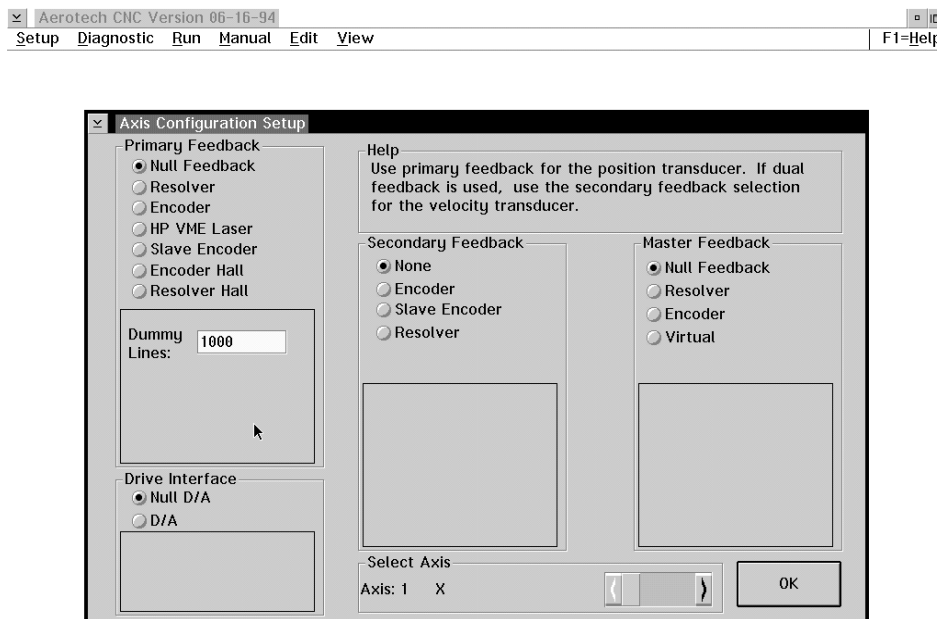 Aerotech CNC Version 06-16-94
Setup Diagnostic Run Manual Edit View F1=Help
Axis Configuration Setup
Primary Feedback
Null Feedback
Resolver
Encoder
HP VME Laser
Slave Encoder
Encoder Hall
Resolver Hall
Dummy
Lines:
1000
Drive Interface
Null D/A
D/A
Help
Use primary feedback for the position transducer. If dual
feedback is used, use the secondary feedback selection
for the velocity transducer.
Secondary Feedback
None
Encoder
Slave Encoder
Resolver
Master Feedback
Null Feedback
Resolver
Encoder
Virtual
Select Axis
Axis: 1 X
OK